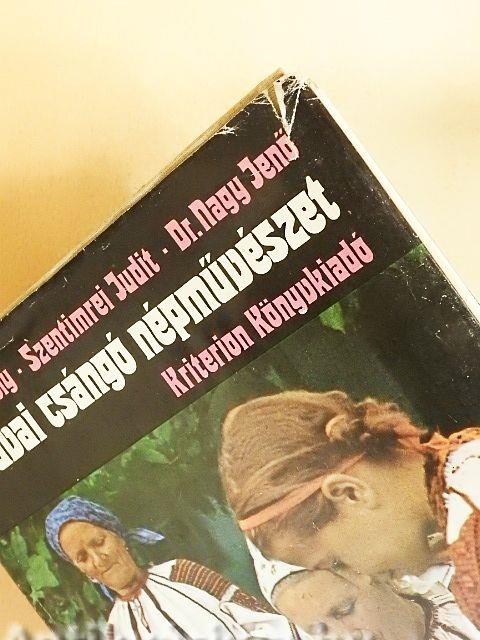 Szentimrei Judit · Dr. Nagy Jenő
csángó népművészet
Kriterion Könyvkiadó